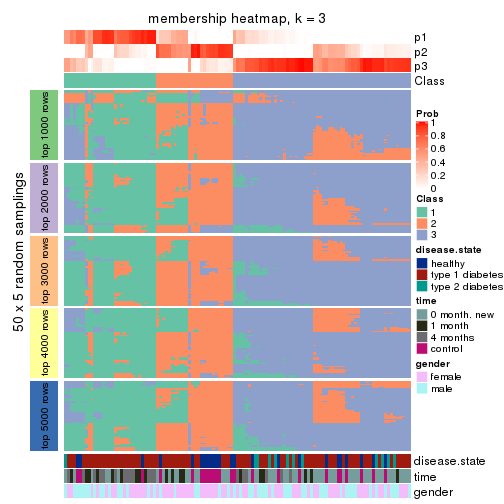 membership heatmap, k = 3
p1
p2
p3
Class
50 x 5 random samplings
top 1000 rows
top 2000 rows
top 3000 rows
top 4000 rows
top 5000 rows
disease.state
time
gender
Prob
1
0.8
0.6
0.4
0.2
0
Class
1
2
3
disease.state
healthy
type 1 diabetes
type 2 diabetes
time
0 month. new
1 month
4 months
control
gender
female
male